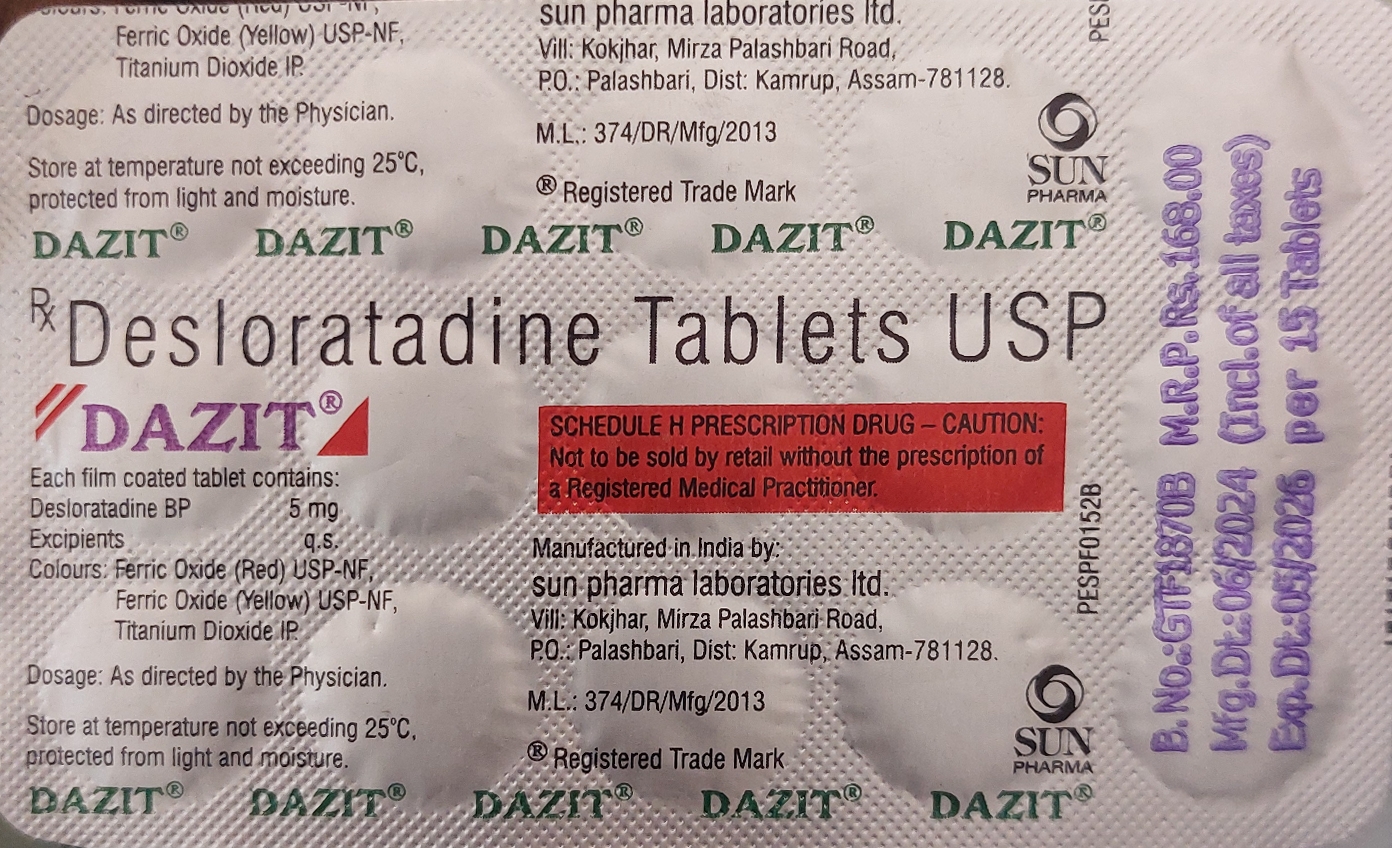 Colours: Ferric Oxide (Red) USP-NF,
Ferric Oxide (Yellow) USP-NF,
Titanium Dioxide IP.
Dosage: As directed by the Physician.
Store at temperature not exceeding 25°C,
protected from light and moisture.
sun pharma laboratories ltd.
Vill: Kokjhar, Mirza Palashbari Road,
P.O.: Palashbari, Dist: Kamrup, Assam-781128.
M.L.: 374/DR/Mfg/2013
® Registered Trade Mark
SUN
PHARMA
DAZIT® DAZIT® DAZIT® DAZIT® DAZIT®
Rx Desloratadine Tablets USP
DAZIT®
Each film coated tablet contains:
Desloratadine BP 5 mg
Excipients q.s.
Colours: Ferric Oxide (Red) USP-NF,
Ferric Oxide (Yellow) USP-NF,
Titanium Dioxide IP.
Dosage: As directed by the Physician.
Store at temperature not exceeding 25°C,
protected from light and moisture.
SCHEDULE H PRESCRIPTION DRUG – CAUTION:
Not to be sold by retail without the prescription of
a Registered Medical Practitioner.
Manufactured in India by:
sun pharma laboratories ltd.
Vill: Kokjhar, Mirza Palashbari Road,
P.O.: Palashbari, Dist: Kamrup, Assam-781128.
M.L.: 374/DR/Mfg/2013
® Registered Trade Mark
PESPF0152B
SUN
PHARMA
DAZIT® DAZIT® DAZIT® DAZIT® DAZIT®
B. No.:GTF1870B M.R.P.Rs.168.00
Mfg.Dt.:06/2024 (Incl.of all taxes)
Exp.Dt.:05/2026 per 15 Tablets